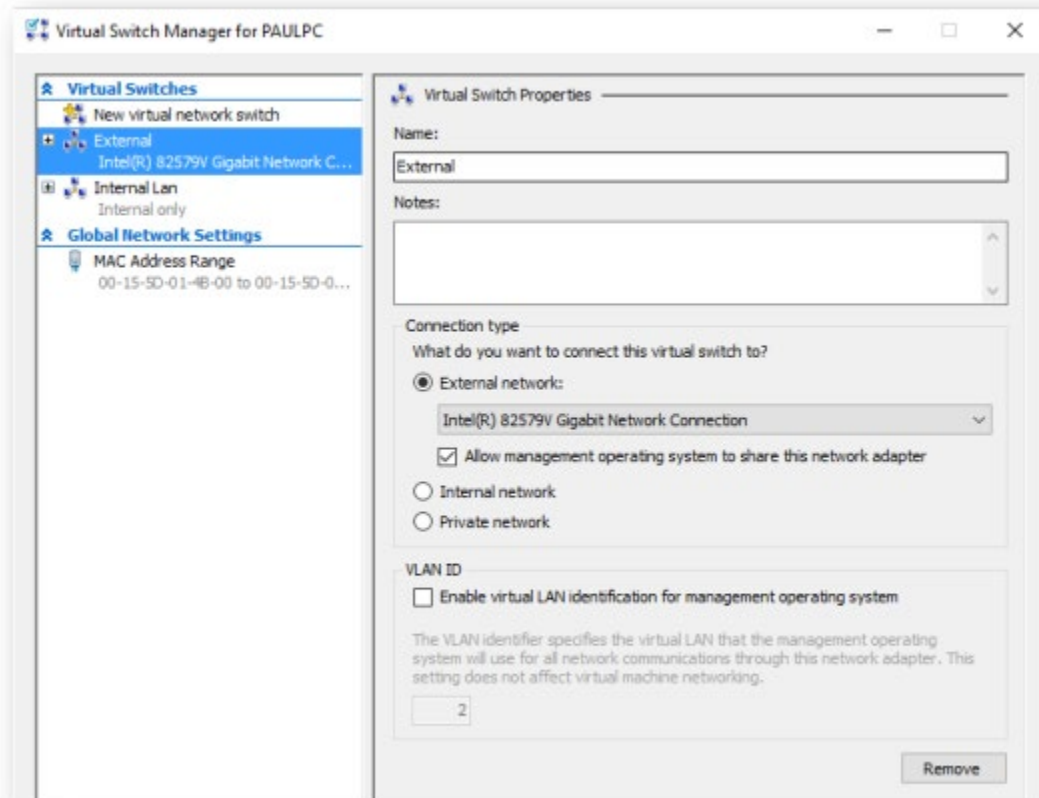 Virtual Switch Manager for PAULPC
Virtual Switches
New virtual network switch
External
Intel(R) 82579V Gigabit Network C...
Internal Lan
Internal only
Global Network Settings
MAC Address Range
00-15-5D-01-4B-00 to 00-15-5D-0...
Virtual Switch Properties
Name:
External
Notes:
Connection type
What do you want to connect this virtual switch to?
External network:
Intel(R) 82579V Gigabit Network Connection
Allow management operating system to share this network adapter
Internal network
Private network
VLAN ID
Enable virtual LAN identification for management operating system
The VLAN identifier specifies the virtual LAN that the management operating
system will use for all network communications through this network adapter. This
setting does not affect virtual machine networking.
2
Remove